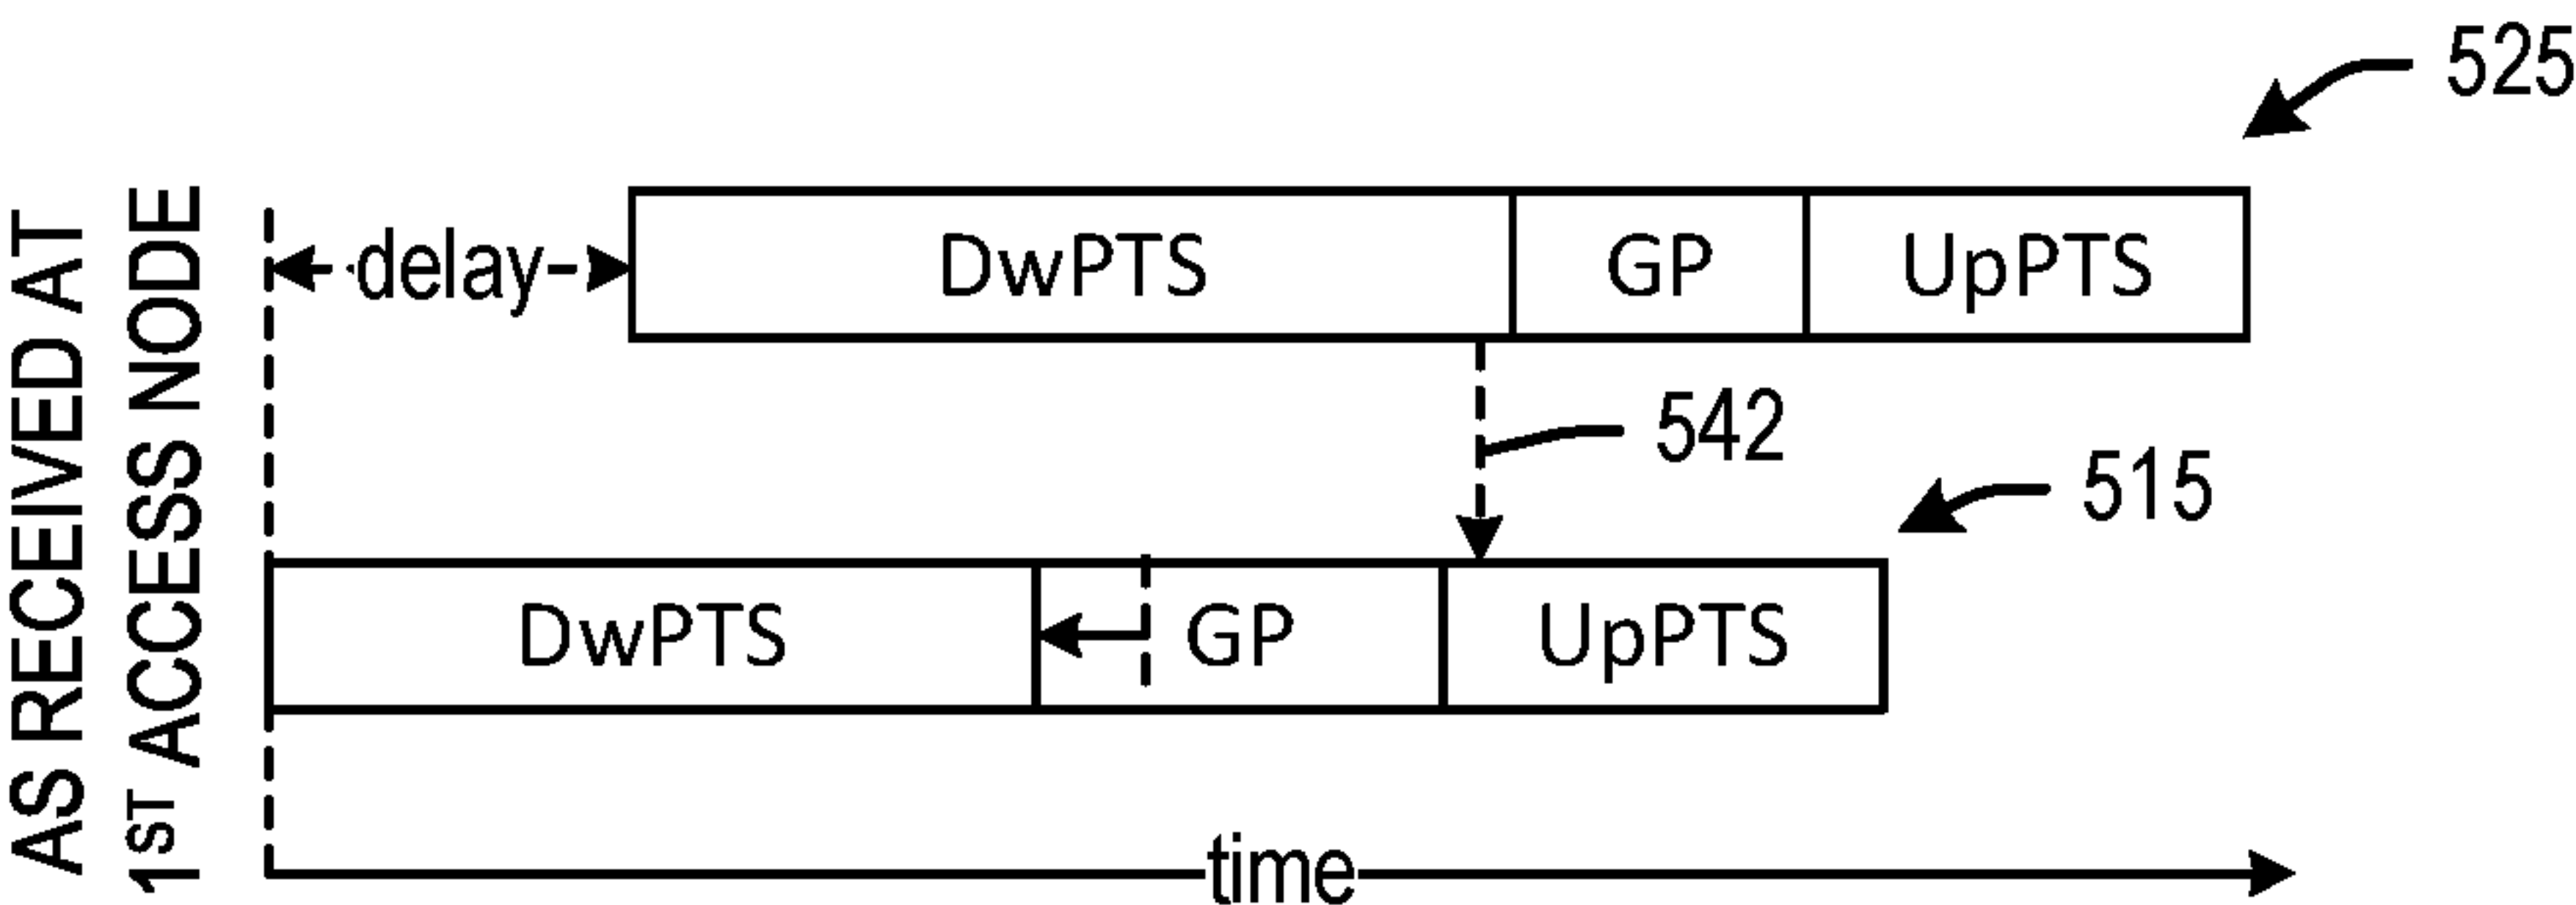 AS RECEIVED AT
1ST ACCESS NODE
525
delay
DwPTS
GP
UpPTS
542
515
DwPTS
GP
UpPTS
time